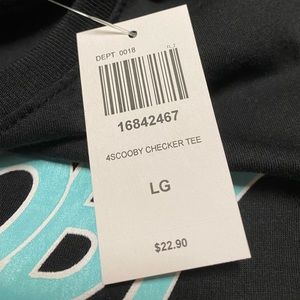 DEPT 0018
16842467
4SCOOBY CHECKER TEE
LG
$22.90